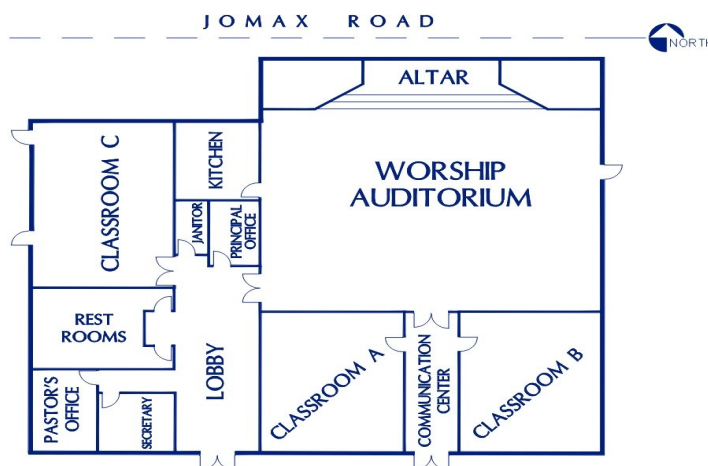 JOMAX ROAD
NORTH
ALTAR
WORSHIP
AUDITORIUM
CLASSROOM C
KITCHEN
JANITOR
PRINCIPAL
OFFICE
REST
ROOMS
LOBBY
PASTOR'S
OFFICE
SECRETARY
CLASSROOM A
COMMUNICATION
CENTER
CLASSROOM B